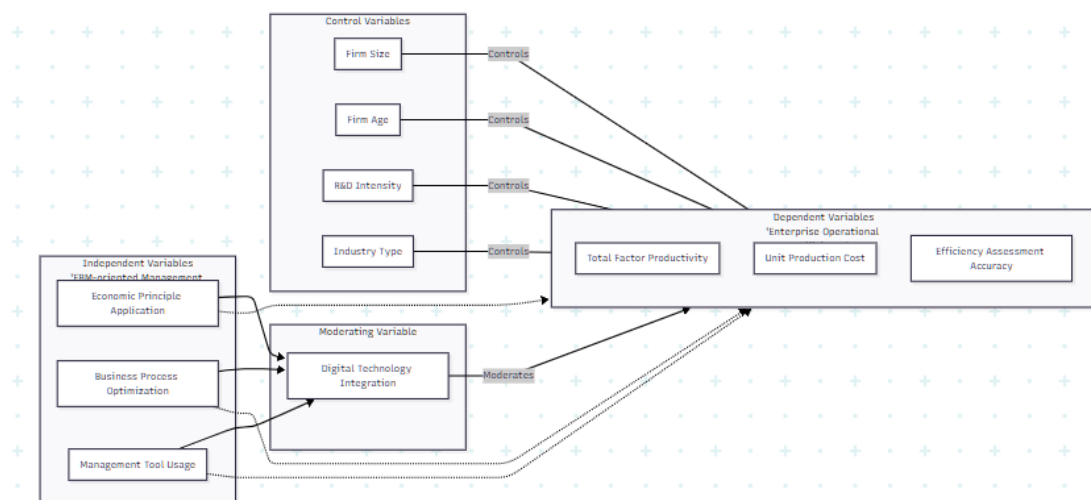 Control Variables
Firm Size
Controls
Firm Age
Controls
R&D Intensity
Controls
Industry Type
Controls
Dependent Variables
'Enterprise Operational
Total Factor Productivity
Unit Production Cost
Efficiency Assessment
Accuracy
Independent Variables
'EBM-oriented Management
Economic Principle
Application
Business Process
Optimization
Management Tool Usage
Moderating Variable
Digital Technology
Integration
Moderates